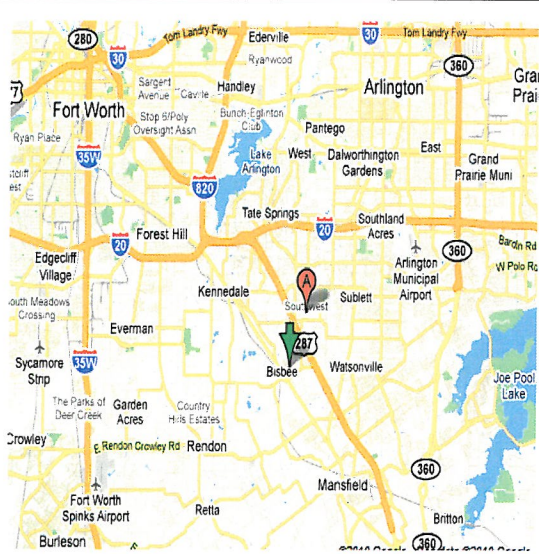 280
Tom Landry Fwy
Ederville
30
Tom Landry Fwy
30
Ryanwood
360
Sargent
Avenue
Handley
Arlington
Fort Worth
Stop 6/Poly
Oversight Assn
Bunch-Eglinton
Club
Pantego
Ryan Place
35W
Lake
Arlington
West
Dalworthington
Gardens
East
Grand
Prairie Muni
820
Tate Springs
Southland
Acres
20
Forest Hill
20
360
Bardin Rd
Edgecliff
Village
Arlington
Municipal
Airport
W Polo Rd
A
Kennedale
Southwest
Sublett
South Meadows
Crossing
Everman
287
Sycamore
Strip
35W
Bisbee
Watsonville
Joe Pool
Lake
The Parks of
Deer Creek
Garden
Acres
Country
Hills Estates
Crowley
E Rendon Crowley Rd
Rendon
360
Mansfield
Fort Worth
Spinks Airport
Retta
Britton
Burleson
360